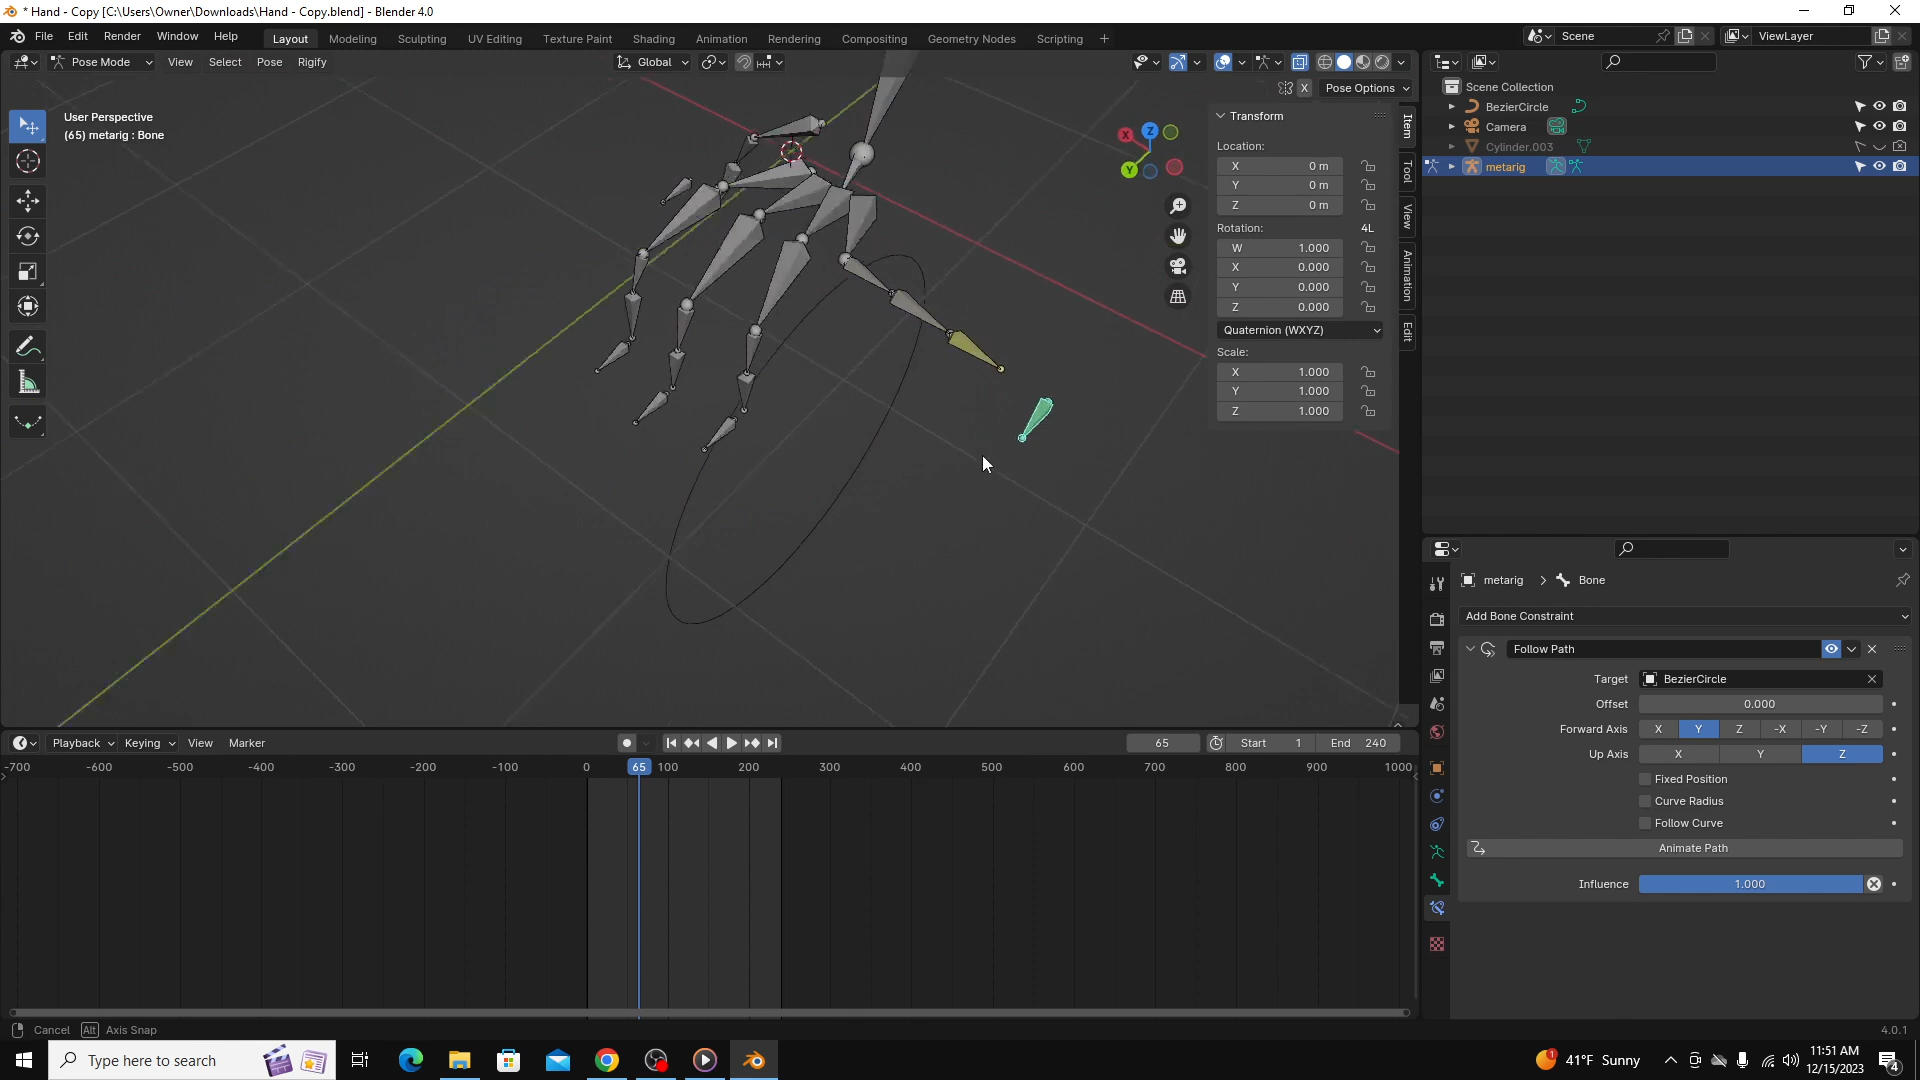 * Hand - Copy [C:\Users\Owner\Downloads\Hand - Copy.blend] - Blender 4.0
File Edit Render Window Help Layout Modeling Sculpting UV Editing Texture Paint Shading Animation Rendering Compositing Geometry Nodes Scripting + Scene ViewLayer
Pose Mode View Select Pose Rigify Global
X Pose Options
User Perspective
(65) metarig : Bone
X Z Y
Transform
Location:
X 0 m
Y 0 m
Z 0 m
Rotation: 4L
W 1.000
X 0.000
Y 0.000
Z 0.000
Quaternion (WXYZ)
Scale:
X 1.000
Y 1.000
Z 1.000
Item
Tool
View
Animation
Edit
Scene Collection
BezierCircle
Camera
Cylinder.003
metarig
metarig > Bone
Add Bone Constraint
Follow Path
Target BezierCircle
Offset 0.000
Forward Axis X Y Z -X -Y -Z
Up Axis X Y Z
Fixed Position
Curve Radius
Follow Curve
Animate Path
Influence 1.000
Playback Keying View Marker 65 Start 1 End 240
-700 -600 -500 -400 -300 -200 -100 0 65 100 200 300 400 500 600 700 800 900 1000
Cancel Alt Axis Snap 4.0.1
Type here to search 1 41°F Sunny 11:51 AM
12/15/2023 4